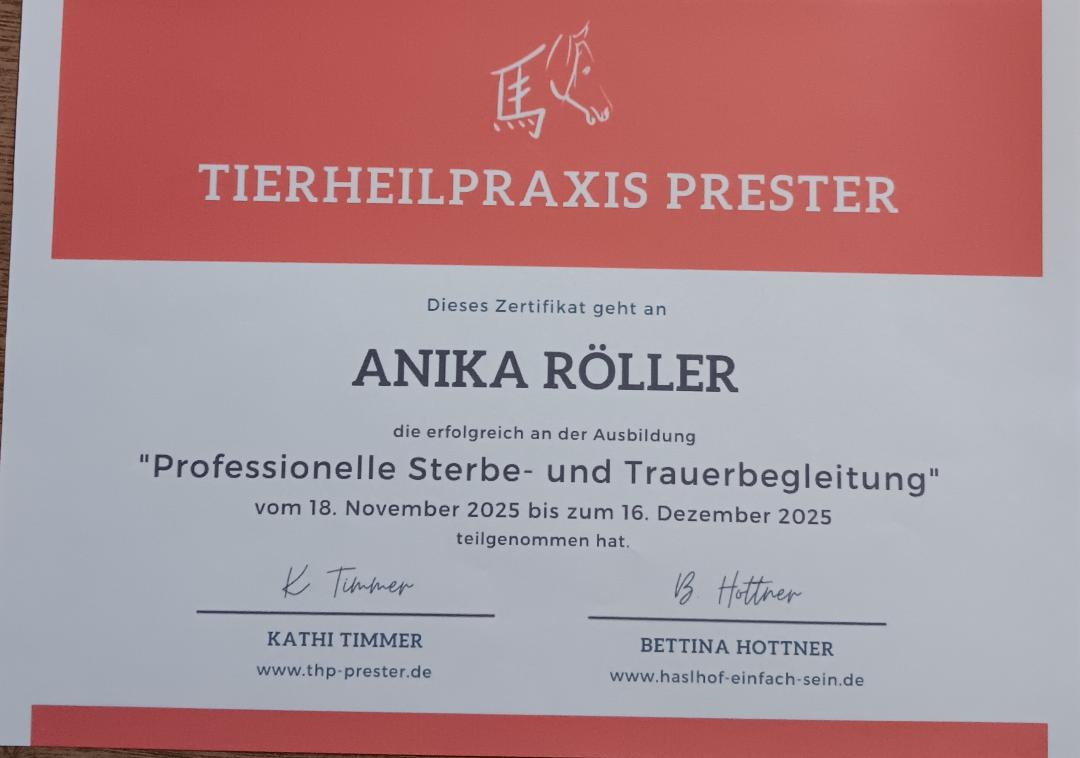 馬
TIERHEILPRAXIS PRESTER
Dieses Zertifikat geht an
ANIKA RÖLLER
die erfolgreich an der Ausbildung
"Professionelle Sterbe- und Trauerbegleitung"
vom 18. November 2025 bis zum 16. Dezember 2025
teilgenommen hat.
K Timmer
KATHI TIMMER
www.thp-prester.de
B. Hottner
BETTINA HOTTNER
www.haslhof-einfach-sein.de